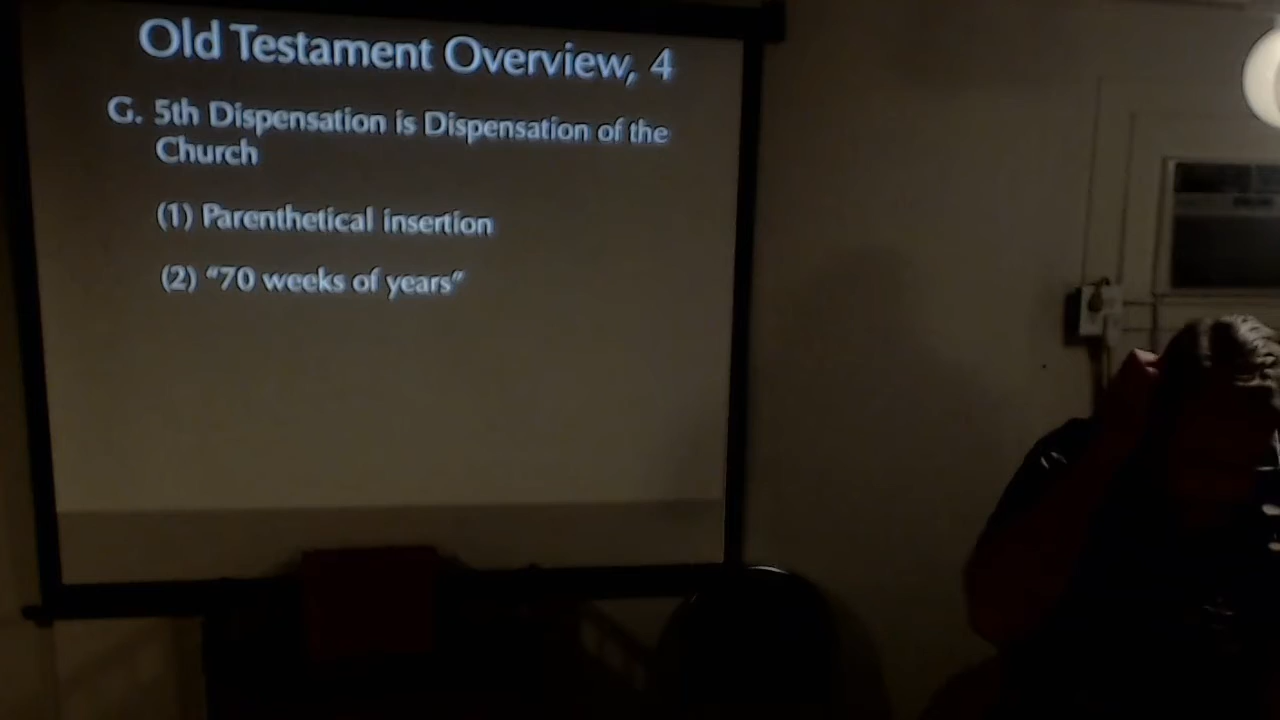 Old Testament Overview, 4
G. 5th Dispensation is Dispensation of the
Church
(1) Parenthetical insertion
(2) “70 weeks of years”